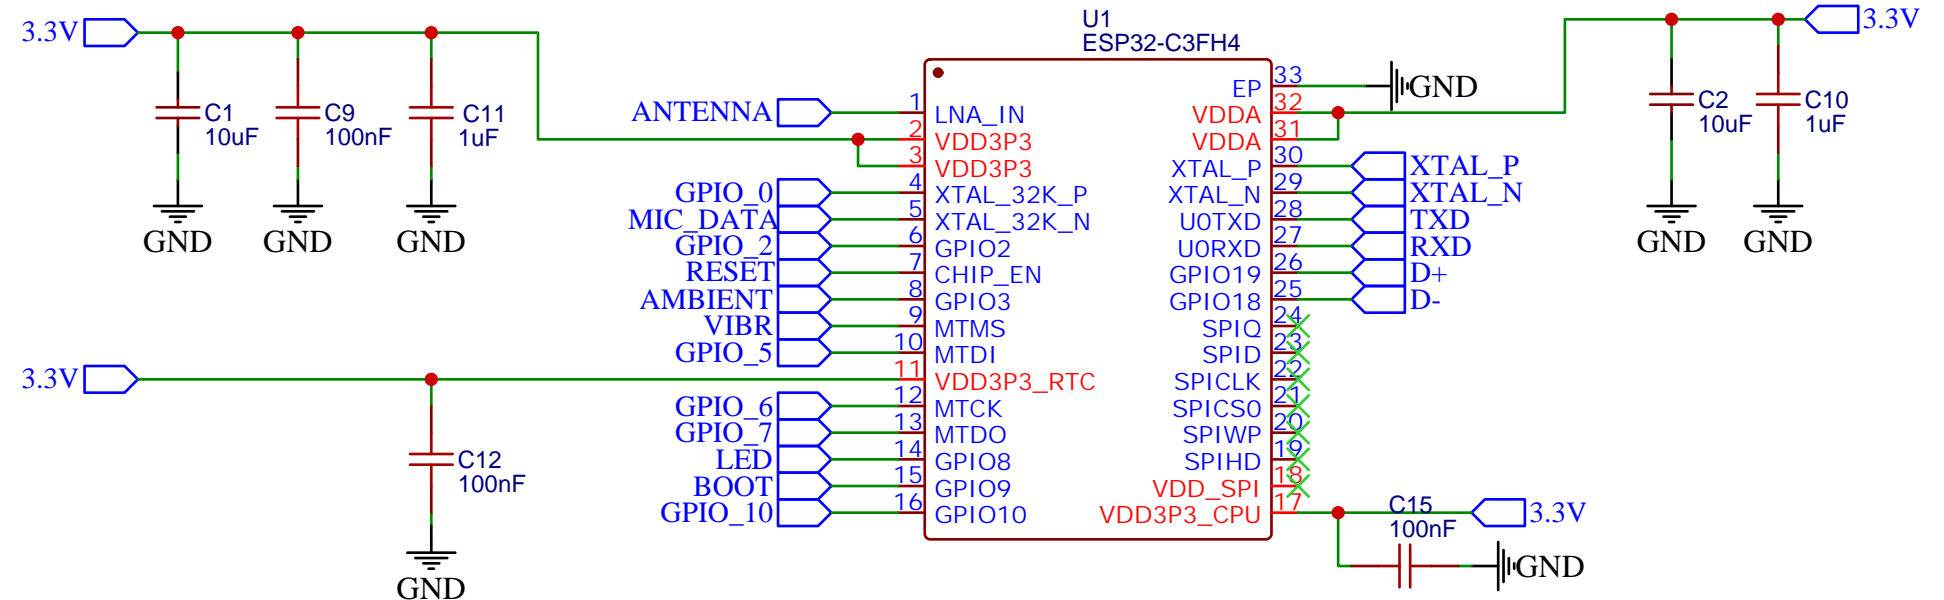 U1
ESP32-C3FH4
3.3V
C1
10uF
C9
100nF
C11
1uF
GND
GND
GND
3.3V
C2
10uF
C10
1uF
GND
GND
ANTENNA
1
LNA_IN
2
VDD3P3
3
VDD3P3
GPIO_0
4
XTAL_32K_P
MIC_DATA
5
XTAL_32K_N
GPIO_2
6
GPIO2
RESET
7
CHIP_EN
AMBIENT
8
GPIO3
VIBR
9
MTMS
GPIO_5
10
MTDI
3.3V
11
VDD3P3_RTC
GPIO_6
12
MTCK
GPIO_7
13
MTDO
LED
14
GPIO8
BOOT
15
GPIO9
GPIO_10
16
GPIO10
C12
100nF
GND
EP
33
GND
VDDA
32
VDDA
31
XTAL_P
30
XTAL_P
XTAL_N
29
XTAL_N
U0TXD
28
TXD
U0RXD
27
RXD
GPIO19
26
D+
GPIO18
25
D-
SPIQ
24
SPID
23
SPICLK
22
SPICS0
21
SPIWP
20
SPIHD
19
VDD_SPI
18
VDD3P3_CPU
17
3.3V
C15
100nF
GND